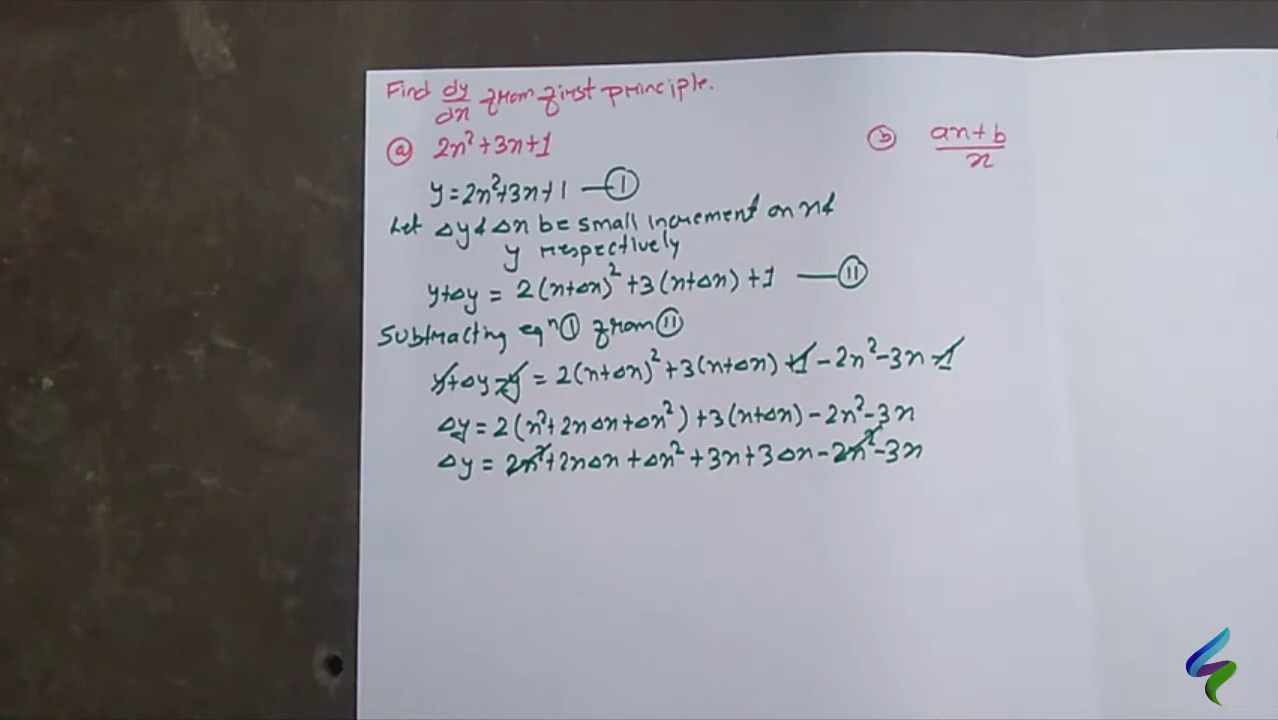 Find dy/dx from first principle.
ⓐ 2x²+3x+1
ⓑ ax+b/x
y=2x²+3x+1 —Ⓘ
Let Δy & Δx be small increment on x &
y respectively
y+Δy = 2(x+Δx)²+3(x+Δx)+1 —Ⓘ Ⓘ
Subtracting eqⁿ Ⓘ from Ⓘ Ⓘ
y+Δy-y = 2(x+Δx)²+3(x+Δx)+1-2x²-3x-1
Δy=2(x²+2xΔx+Δx²)+3(x+Δx)-2x²-3x
Δy = 2x²+2xΔx+Δx²+3x+3Δx-2x²-3x